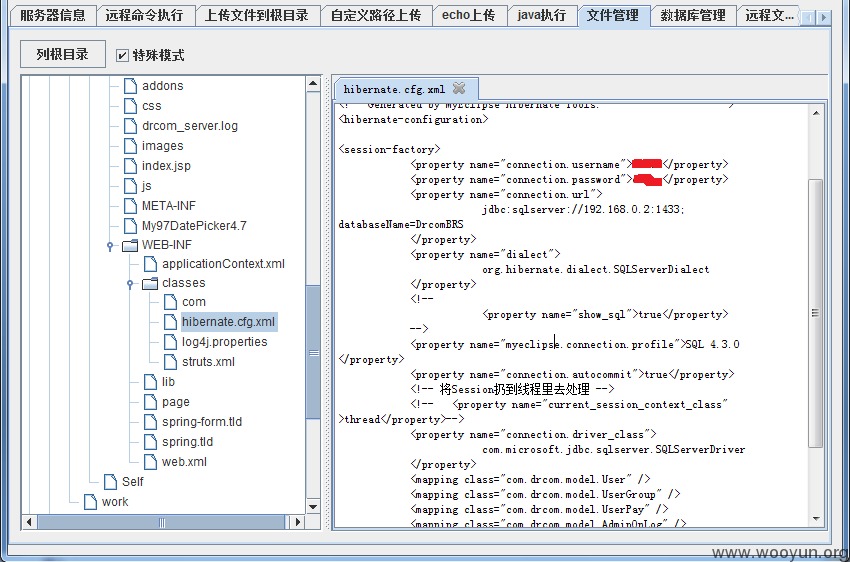 服务器信息 远程命令执行 上传文件到根目录 自定义路径上传 echo上传 java执行 文件管理 数据库管理 远程文...
列根目录 特殊模式
addons
css
drcom_server.log
images
index.jsp
js
META-INF
My97DatePicker4.7
WEB-INF
applicationContext.xml
classes
com
hibernate.cfg.xml
log4j.properties
struts.xml
lib
page
spring-form.tld
spring.tld
web.xml
Self
work
hibernate.cfg.xml
Generated by MyEclipse Hibernate Tools.
<hibernate-configuration>
<session-factory>
<property name="connection.username"></property>
<property name="connection.password"></property>
<property name="connection.url">
jdbc:sqlserver://192.168.0.2:1433;
databaseName=DrcomBRS
</property>
<property name="dialect">
org.hibernate.dialect.SQLServerDialect
</property>
<!--
<property name="show_sql">true</property>
-->
<property name="myeclipse.connection.profile">SQL 4.3.0
</property>
<property name="connection.autocommit">true</property>
<!-- 将Session扔到线程里去处理 -->
<!-- <property name="current_session_context_class"
>thread</property>-->
<property name="connection.driver_class">
com.microsoft.jdbc.sqlserver.SQLServerDriver
</property>
<mapping class="com.drcom.model.User" />
<mapping class="com.drcom.model.UserGroup" />
<mapping class="com.drcom.model.UserPay" />
<mapping class="com.drcom.model.AdminOpLog" />
www.wooyun.org